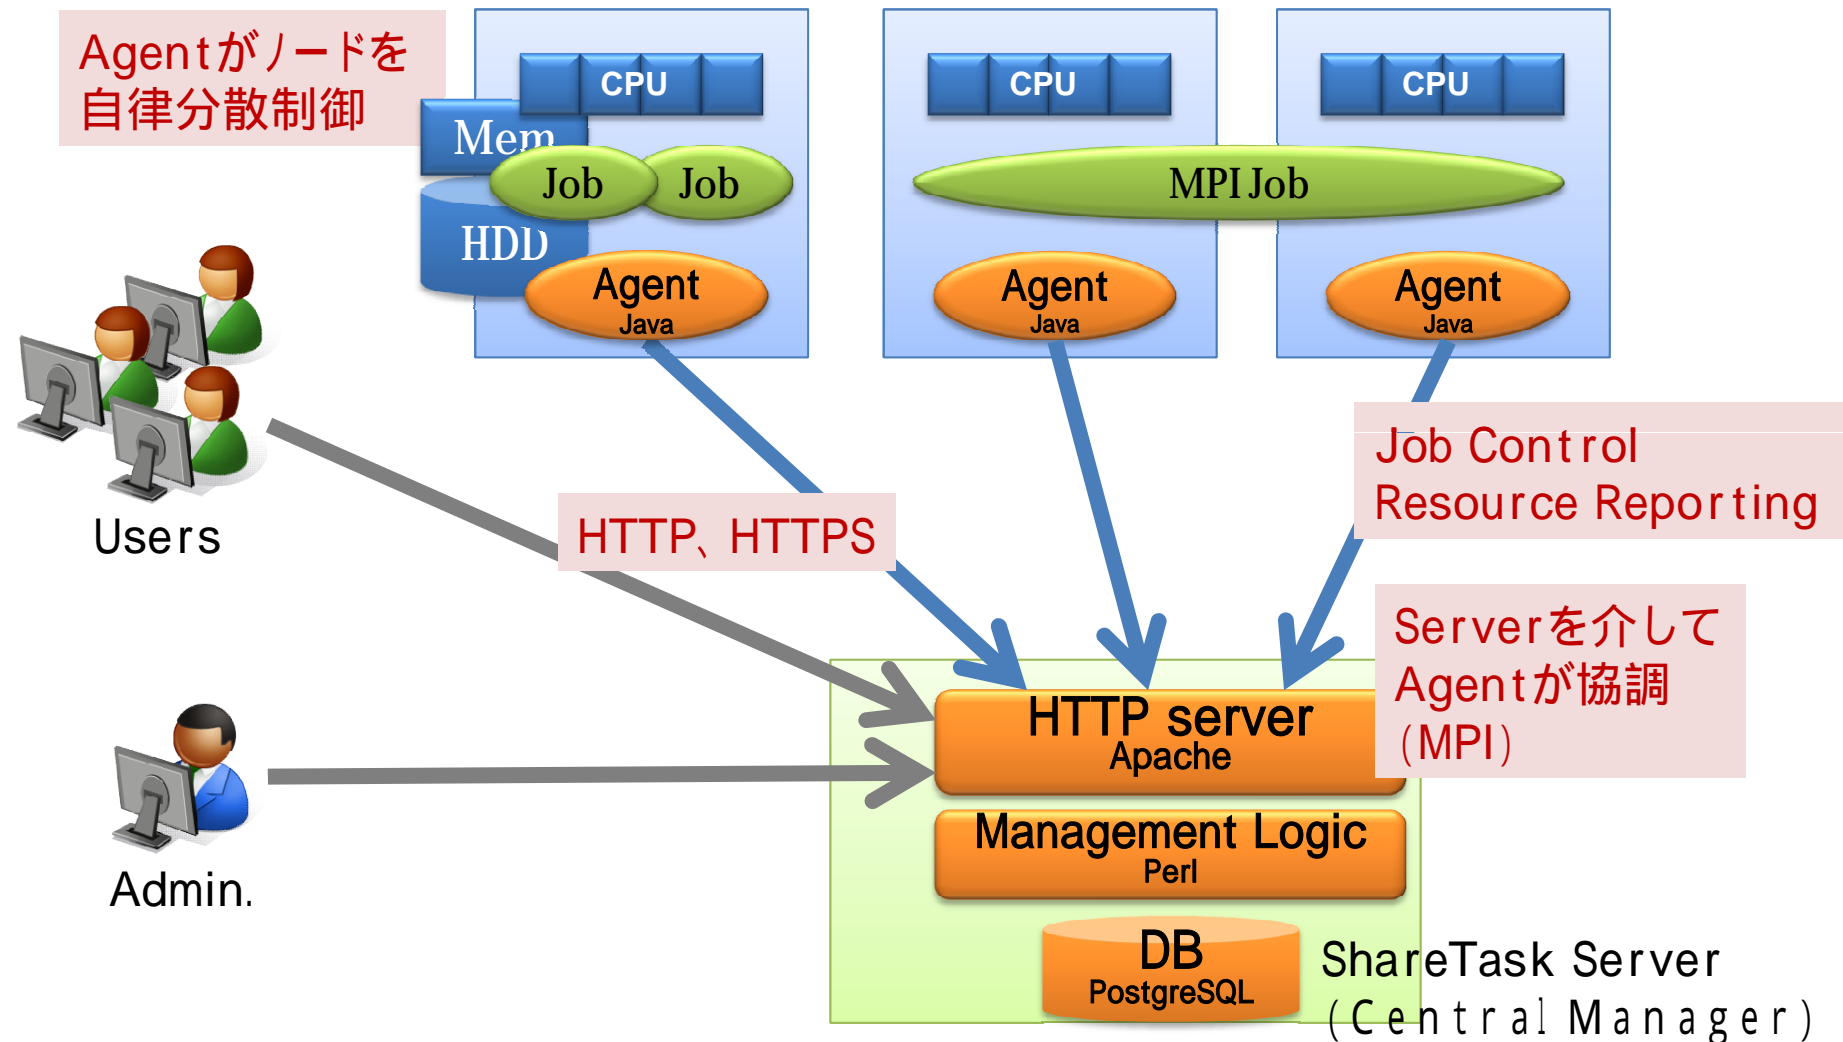 Agentがノードを
自律分散制御
CPU
CPU
CPU
Mem
Job
Job
MPI Job
HDD
Agent
Java
Agent
Java
Agent
Java
Users
HTTP、HTTPS
Job Control
Resource Reporting
Serverを介して
Agentが協調
(MPI)
HTTP server
Apache
Management Logic
Perl
Admin.
DB
PostgreSQL
ShareTask Server
(Central Manager)